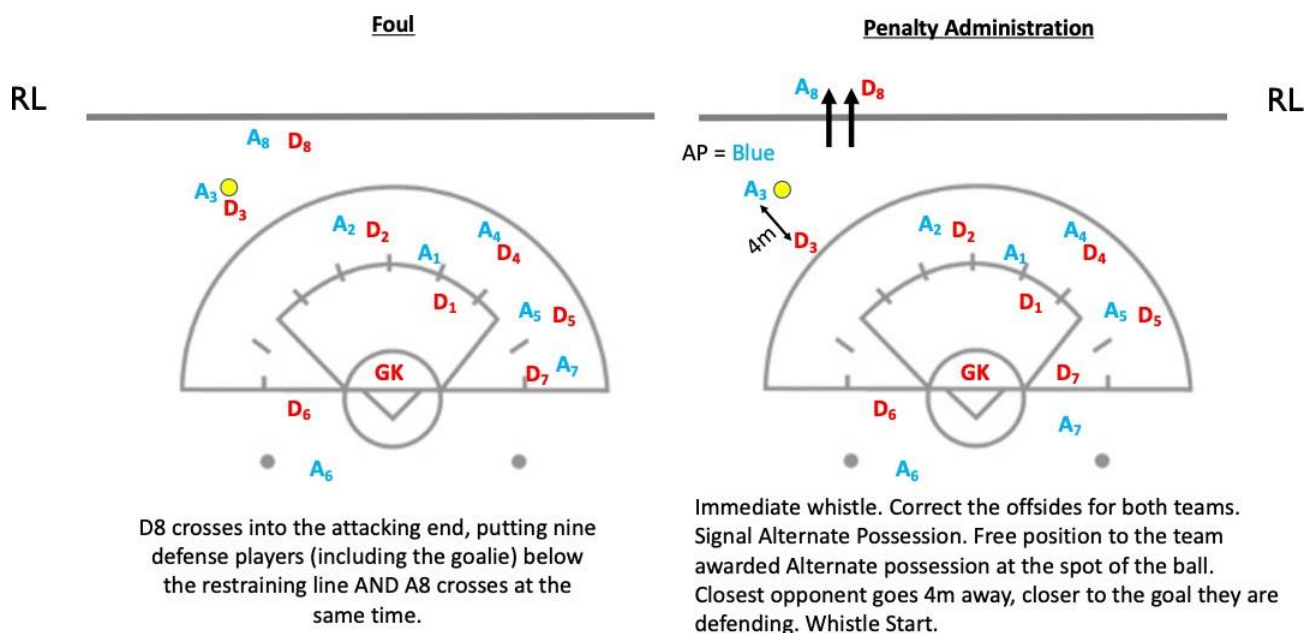 Foul
Penalty Administration
RL
A8 D8
A3
D3
A2 D2
A4
A1
D4
D1
A5 D5
GK
D7 A7
D6
A6
D8 crosses into the attacking end, putting nine
defense players (including the goalie) below
the restraining line AND A8 crosses at the
same time.
A8 D8
RL
AP = Blue
A3
4m
D3
A2 D2
A4
A1
D4
D1
A5 D5
GK
D7
D6
A7
A6
Immediate whistle. Correct the offsides for both teams.
Signal Alternate Possession. Free position to the team
awarded Alternate possession at the spot of the ball.
Closest opponent goes 4m away, closer to the goal they are
defending. Whistle Start.